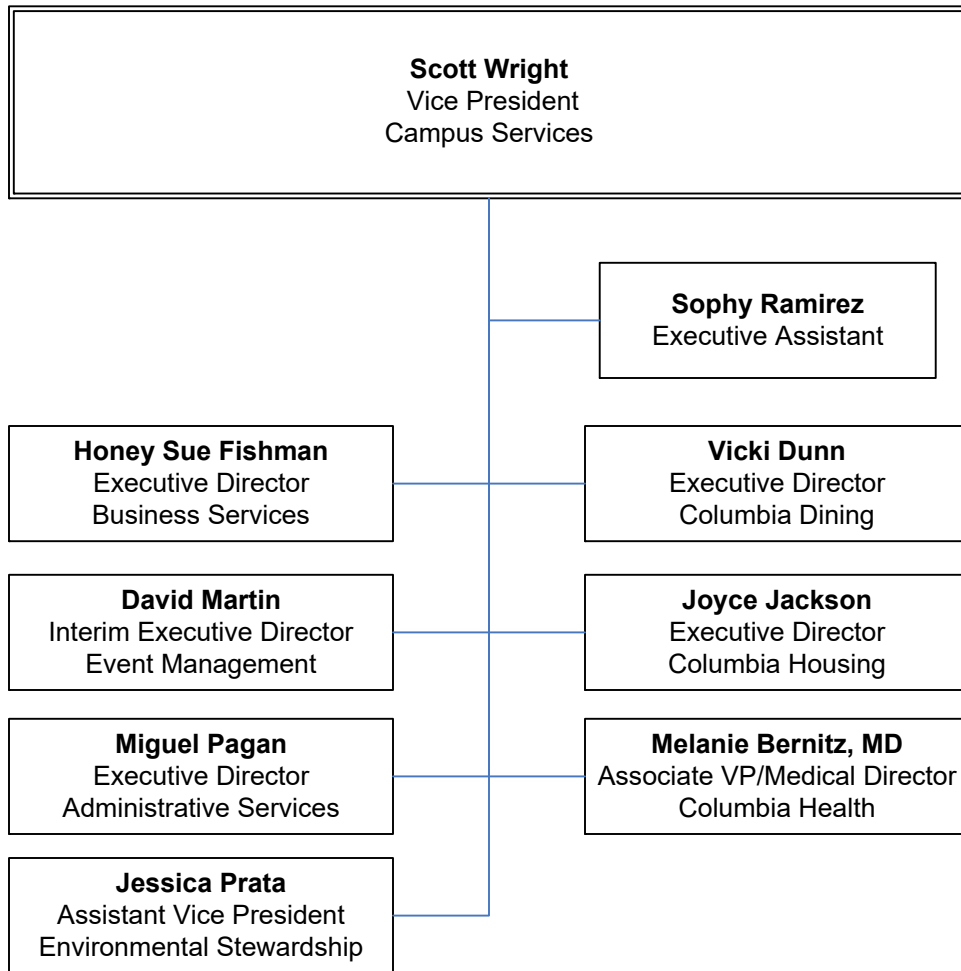 Scott Wright
Vice President
Campus Services
Sophy Ramirez
Executive Assistant
Honey Sue Fishman
Executive Director
Business Services
Vicki Dunn
Executive Director
Columbia Dining
David Martin
Interim Executive Director
Event Management
Joyce Jackson
Executive Director
Columbia Housing
Miguel Pagan
Executive Director
Administrative Services
Melanie Bernitz, MD
Associate VP/Medical Director
Columbia Health
Jessica Prata
Assistant Vice President
Environmental Stewardship